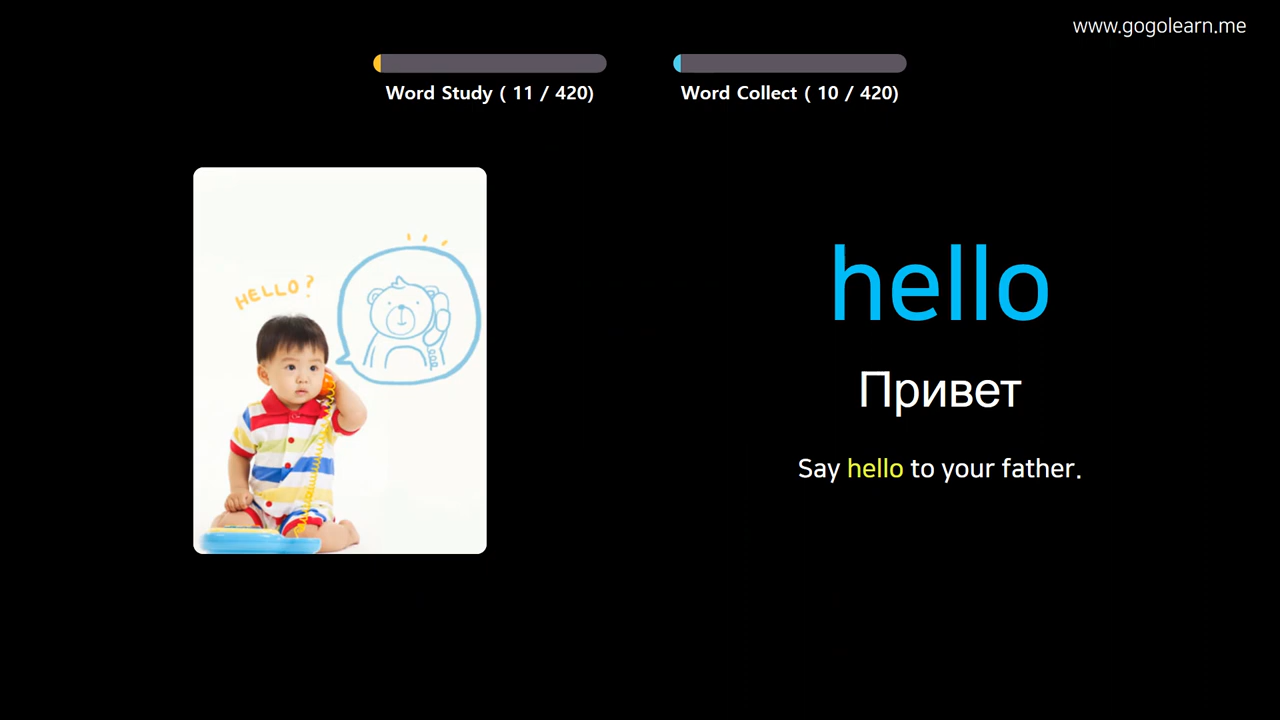 www.gogolearn.me
Word Study ( 11 / 420)
Word Collect ( 10 / 420)
HELLO?
hello
Привет
Say hello to your father.